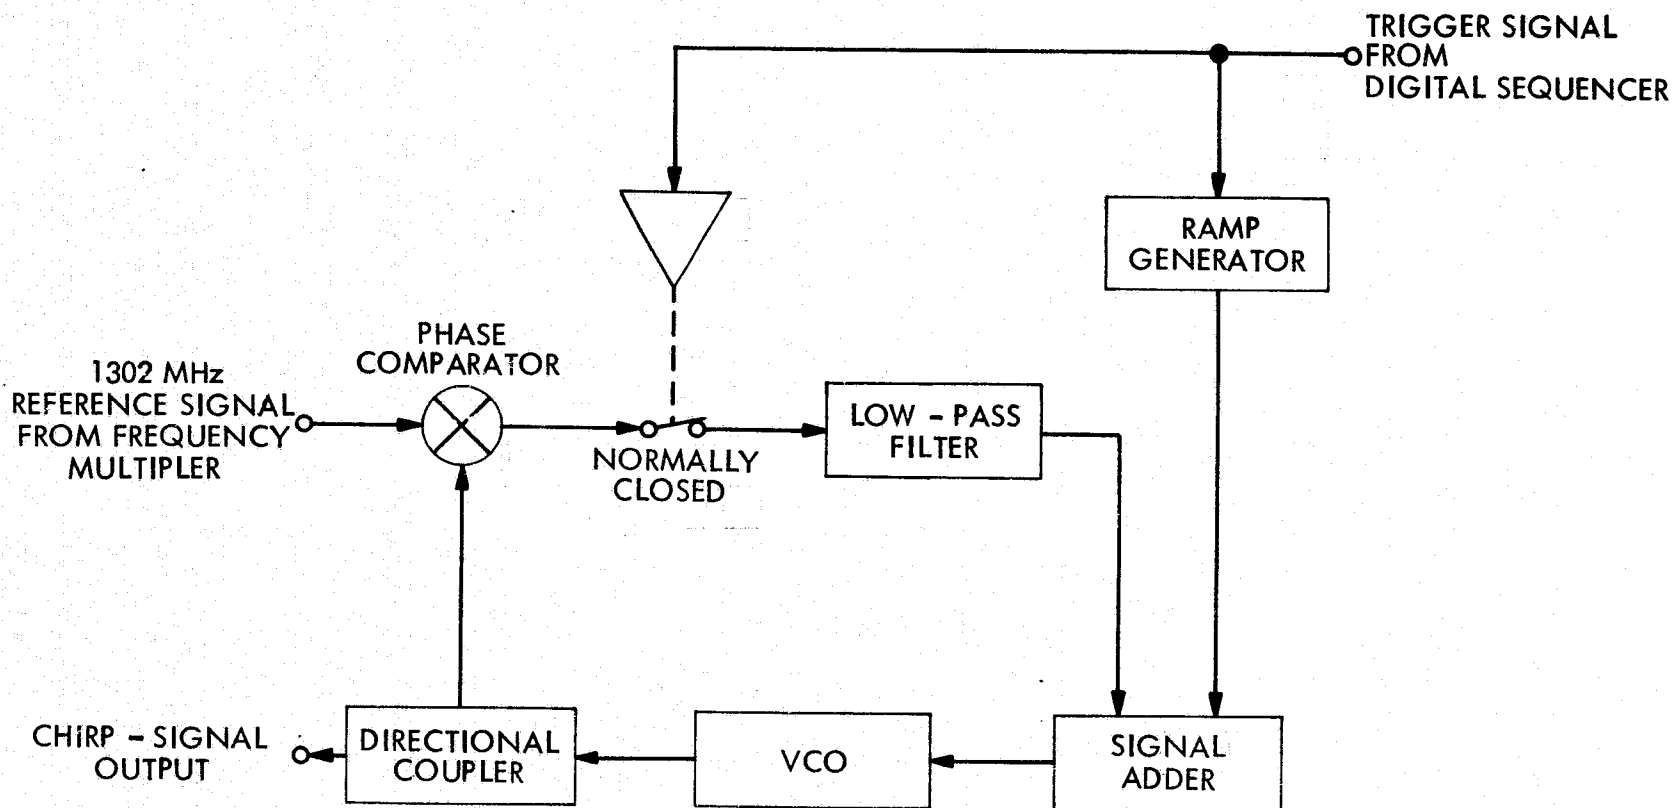 TRIGGER SIGNAL
FROM
DIGITAL SEQUENCER
RAMP
GENERATOR
PHASE
COMPARATOR
1302 MHz
REFERENCE SIGNAL
FROM FREQUENCY
MULTIPLER
NORMALLY
CLOSED
LOW - PASS
FILTER
CHIRP - SIGNAL
OUTPUT
DIRECTIONAL
COUPLER
VCO
SIGNAL
ADDER